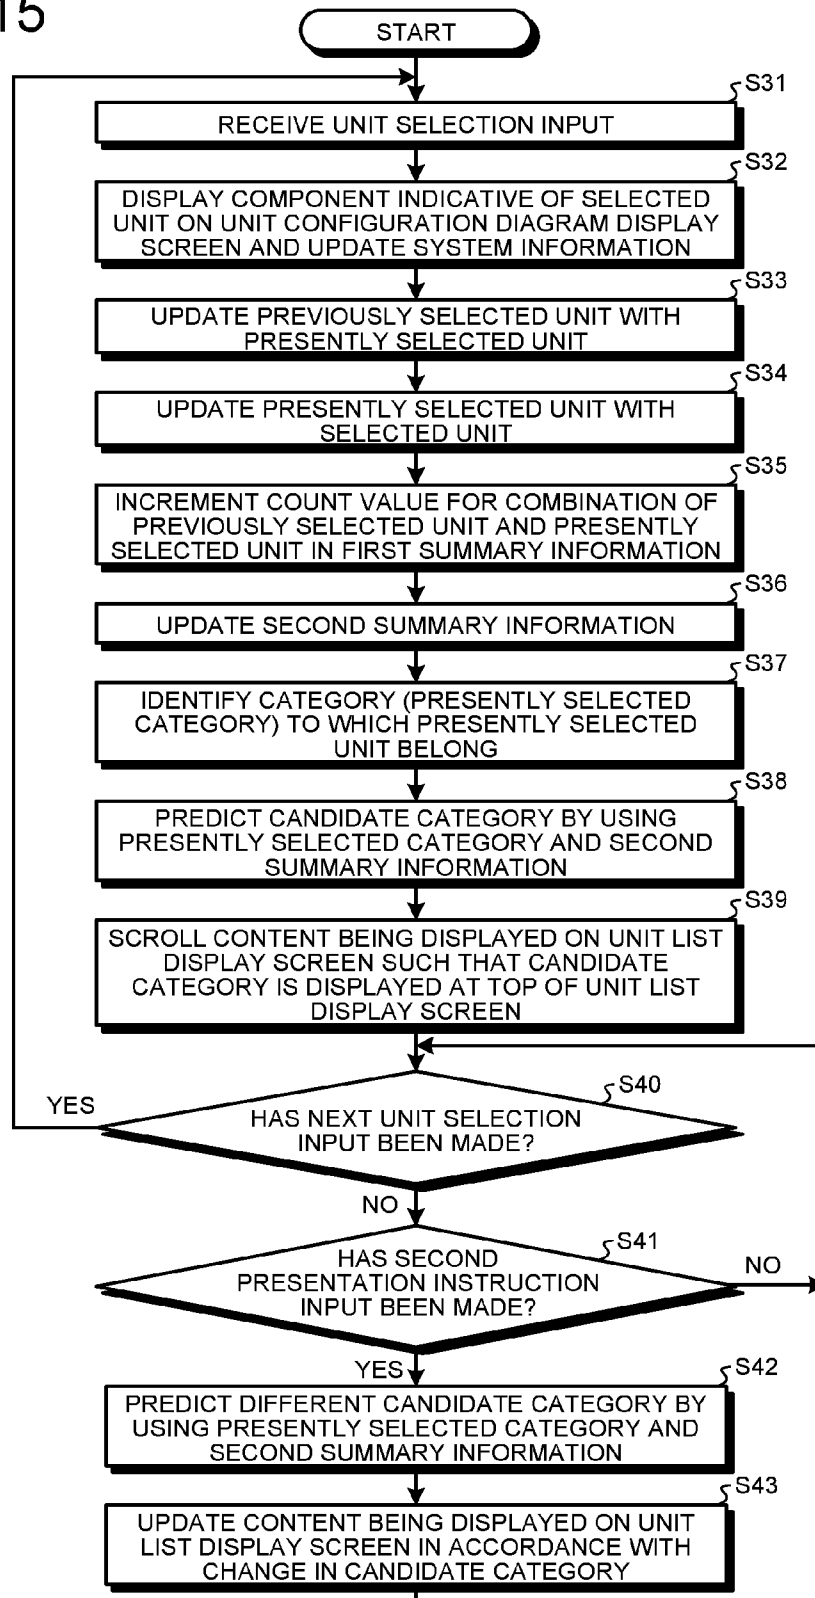 15
START
S31
RECEIVE UNIT SELECTION INPUT
S32
DISPLAY COMPONENT INDICATIVE OF SELECTED
UNIT ON UNIT CONFIGURATION DIAGRAM DISPLAY
SCREEN AND UPDATE SYSTEM INFORMATION
S33
UPDATE PREVIOUSLY SELECTED UNIT WITH
PRESENTLY SELECTED UNIT
S34
UPDATE PRESENTLY SELECTED UNIT WITH
SELECTED UNIT
S35
INCREMENT COUNT VALUE FOR COMBINATION OF
PREVIOUSLY SELECTED UNIT AND PRESENTLY
SELECTED UNIT IN FIRST SUMMARY INFORMATION
S36
UPDATE SECOND SUMMARY INFORMATION
S37
IDENTIFY CATEGORY (PRESENTLY SELECTED
CATEGORY) TO WHICH PRESENTLY SELECTED
UNIT BELONG
S38
PREDICT CANDIDATE CATEGORY BY USING
PRESENTLY SELECTED CATEGORY AND SECOND
SUMMARY INFORMATION
S39
SCROLL CONTENT BEING DISPLAYED ON UNIT LIST
DISPLAY SCREEN SUCH THAT CANDIDATE
CATEGORY IS DISPLAYED AT TOP OF UNIT LIST
DISPLAY SCREEN
S40
YES
HAS NEXT UNIT SELECTION
INPUT BEEN MADE?
NO
S41
HAS SECOND
PRESENTATION INSTRUCTION
INPUT BEEN MADE?
NO
YES
S42
PREDICT DIFFERENT CANDIDATE CATEGORY BY
USING PRESENTLY SELECTED CATEGORY AND
SECOND SUMMARY INFORMATION
S43
UPDATE CONTENT BEING DISPLAYED ON UNIT
LIST DISPLAY SCREEN IN ACCORDANCE WITH
CHANGE IN CANDIDATE CATEGORY